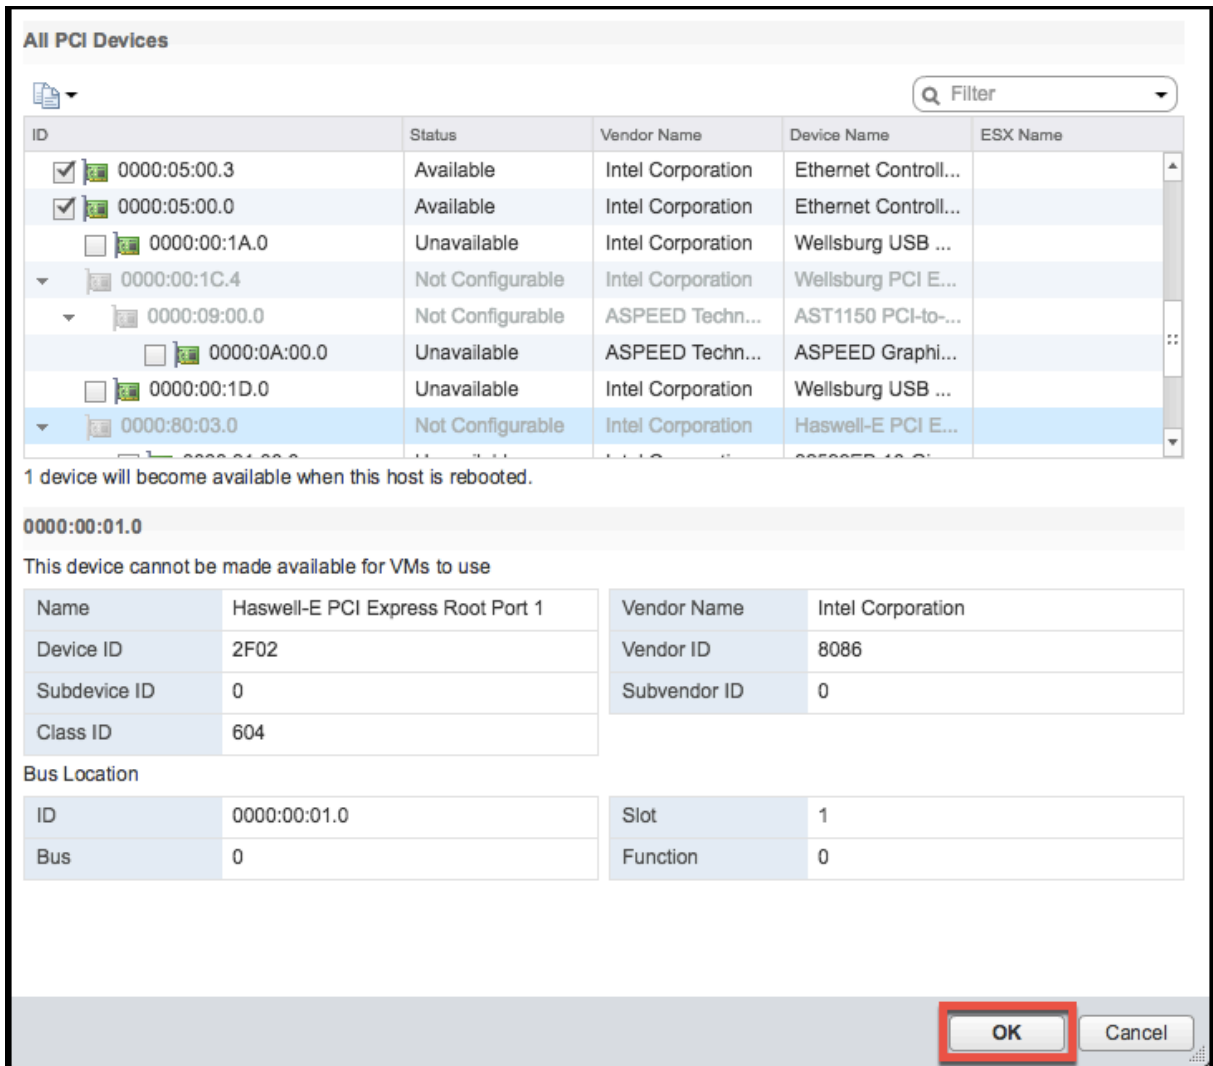 All PCI Devices
Filter
ID Status Vendor Name Device Name ESX Name
0000:05:00.3 Available Intel Corporation Ethernet Controll...
0000:05:00.0 Available Intel Corporation Ethernet Controll...
0000:00:1A.0 Unavailable Intel Corporation Wellsburg USB ...
0000:00:1C.4 Not Configurable Intel Corporation Wellsburg PCI E...
0000:09:00.0 Not Configurable ASPEED Techn... AST1150 PCI-to-...
0000:0A:00.0 Unavailable ASPEED Techn... ASPEED Graphi...
0000:00:1D.0 Unavailable Intel Corporation Wellsburg USB ...
0000:80:03.0 Not Configurable Intel Corporation Haswell-E PCI E...
1 device will become available when this host is rebooted.
0000:00:01.0
This device cannot be made available for VMs to use
Name Haswell-E PCI Express Root Port 1 Vendor Name Intel Corporation
Device ID 2F02 Vendor ID 8086
Subdevice ID 0 Subvendor ID 0
Class ID 604
Bus Location
ID 0000:00:01.0 Slot 1
Bus 0 Function 0
OK Cancel